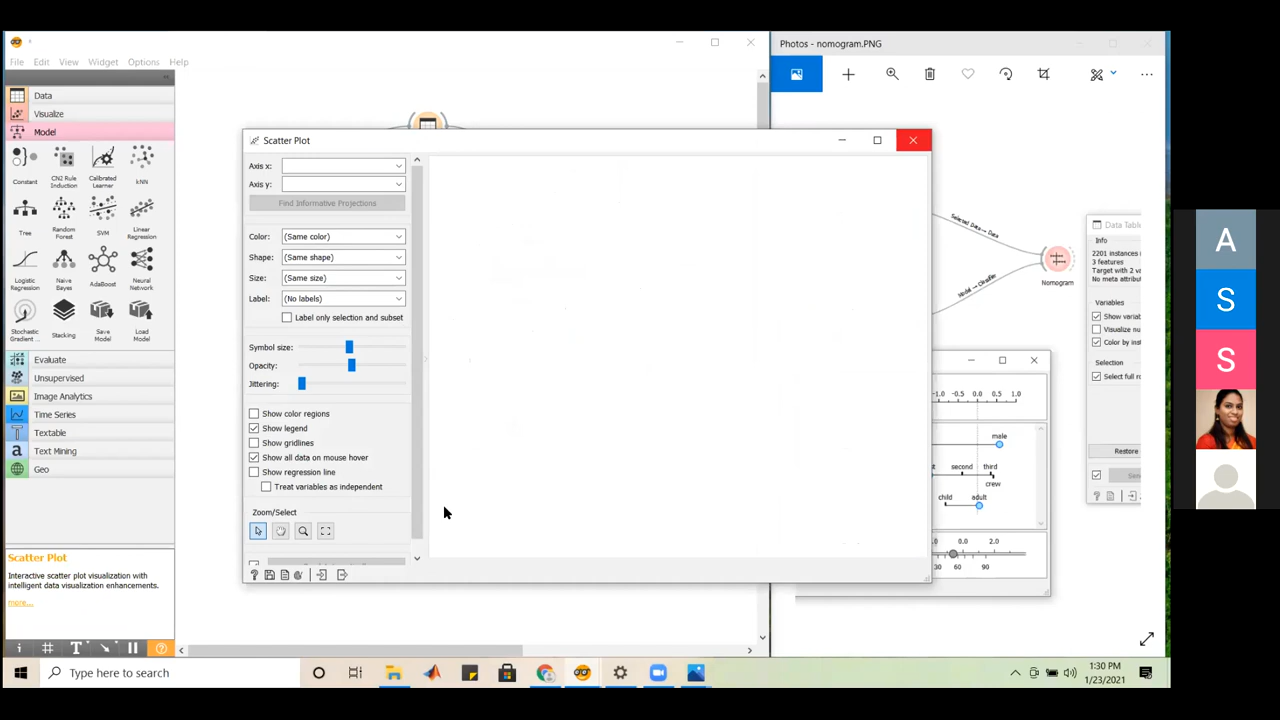 File Edit View Widget Options Help
Data
Visualize
Model
Constant
CN2 Rule
Induction
Calibrated
Learner
kNN
Tree
Random
Forest
SVM
Linear
Regression
Logistic
Regression
Naive
Bayes
AdaBoost
Neural
Network
Stochastic
Gradient ...
Stacking
Save
Model
Load
Model
Evaluate
Unsupervised
Image Analytics
Time Series
Textable
Text Mining
Geo
Scatter Plot
Interactive scatter plot visualization with
intelligent data visualization enhancements.
more...
Scatter Plot
Axis x:
Axis y:
Find Informative Projections
Color: (Same color)
Shape: (Same shape)
Size: (Same size)
Label: (No labels)
Label only selection and subset
Symbol size:
Opacity:
Jittering:
Show color regions
Show legend
Show gridlines
Show all data on mouse hover
Show regression line
Treat variables as independent
Zoom/Select
Photos - nomogram.PNG
Selected Data → Data
Model → Classifier
Nomogram
Data Table
Info
2201 instances
3 features
Target with 2
No meta
Variables
Show
Visualize
Color by
Selection
Select full
Restore
-1.0 -0.5 0.0 0.5 1.0
male
second third
crew
child adult
0.0 2.0
30 60 90
A
S
S
Type here to search
1:30 PM
1/23/2021